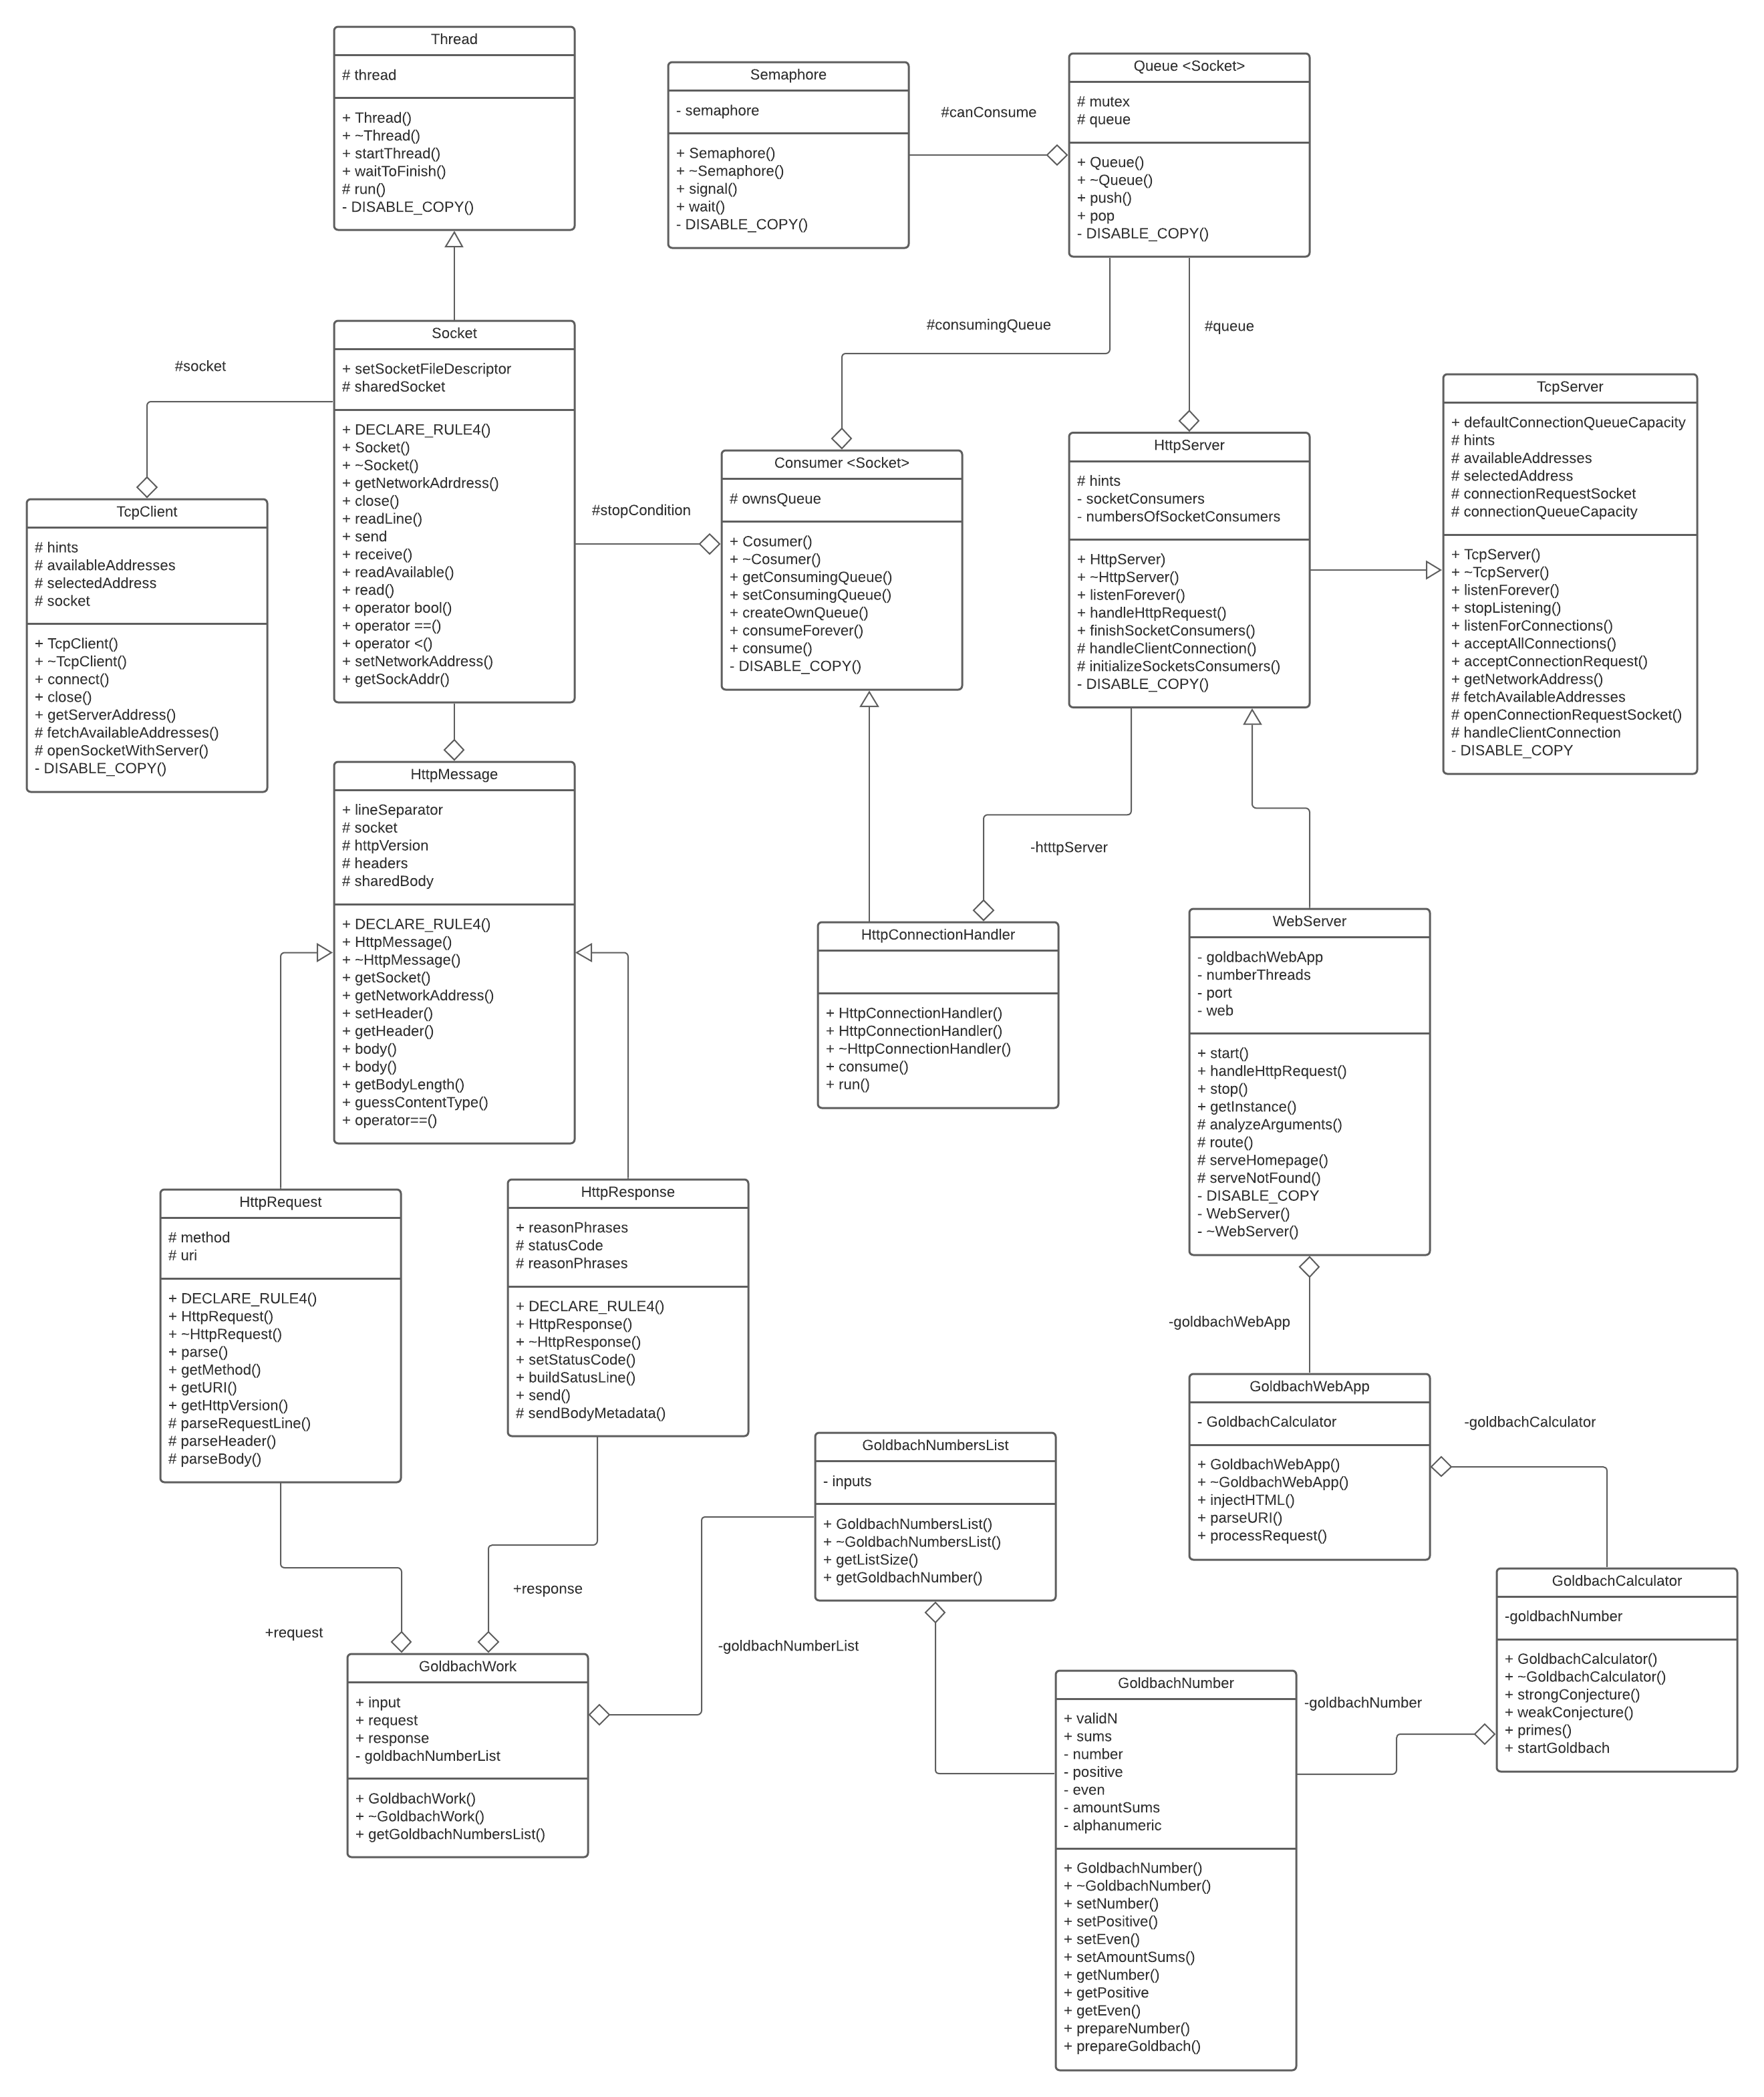 Thread
# thread
+ Thread()
+ ~Thread()
+ startThread()
+ waitToFinish()
# run()
- DISABLE_COPY()
Semaphore
- semaphore
+ Semaphore()
+ ~Semaphore()
+ signal()
+ wait()
- DISABLE_COPY()
#canConsume
Queue <Socket>
# mutex
# queue
+ Queue()
+ ~Queue()
+ push()
+ pop
- DISABLE_COPY()
#consumingQueue
#queue
#socket
Socket
+ setSocketFileDescriptor
# sharedSocket
+ DECLARE_RULE4()
+ Socket()
+ ~Socket()
+ getNetworkAdrdress()
+ close()
+ readLine()
+ send
+ receive()
+ readAvailable()
+ read()
+ operator bool()
+ operator ==()
+ operator <()
+ setNetworkAddress()
+ getSockAddr()
#stopCondition
TcpClient
# hints
# availableAddresses
# selectedAddress
# socket
+ TcpClient()
+ ~TcpClient()
+ connect()
+ close()
+ getServerAddress()
# fetchAvailableAddresses()
# openSocketWithServer()
- DISABLE_COPY()
Consumer <Socket>
# ownsQueue
+ Cosumer()
+ ~Cosumer()
+ getConsumingQueue()
+ setConsumingQueue()
+ createOwnQueue()
+ consumeForever()
+ consume()
- DISABLE_COPY()
HttpServer
# hints
- socketConsumers
- numbersOfSocketConsumers
+ HttpServer)
+ ~HttpServer()
+ listenForever()
+ handleHttpRequest()
+ finishSocketConsumers()
# handleClientConnection()
# initializeSocketsConsumers()
- DISABLE_COPY()
TcpServer
+ defaultConnectionQueueCapacity
# hints
# availableAddresses
# selectedAddress
# connectionRequestSocket
# connectionQueueCapacity
+ TcpServer()
+ ~TcpServer()
+ listenForever()
+ stopListening()
+ listenForConnections()
+ acceptAllConnections()
+ acceptConnectionRequest()
+ getNetworkAddress()
# fetchAvailableAddresses
# openConnectionRequestSocket()
# handleClientConnection
- DISABLE_COPY
HttpMessage
+ lineSeparator
# socket
# httpVersion
# headers
# sharedBody
+ DECLARE_RULE4()
+ HttpMessage()
+ ~HttpMessage()
+ getSocket()
+ getNetworkAddress()
+ setHeader()
+ getHeader()
+ body()
+ body()
+ getBodyLength()
+ guessContentType()
+ operator==()
-htttpServer
HttpConnectionHandler
+ HttpConnectionHandler()
+ HttpConnectionHandler()
+ ~HttpConnectionHandler()
+ consume()
+ run()
WebServer
- goldbachWebApp
- numberThreads
- port
- web
+ start()
+ handleHttpRequest()
+ stop()
+ getInstance()
# analyzeArguments()
# route()
# serveHomepage()
# serveNotFound()
- DISABLE_COPY
- WebServer()
- ~WebServer()
HttpRequest
# method
# uri
+ DECLARE_RULE4()
+ HttpRequest()
+ ~HttpRequest()
+ parse()
+ getMethod()
+ getURI()
+ getHttpVersion()
# parseRequestLine()
# parseHeader()
# parseBody()
HttpResponse
+ reasonPhrases
# statusCode
# reasonPhrases
+ DECLARE_RULE4()
+ HttpResponse()
+ ~HttpResponse()
+ setStatusCode()
+ buildSatusLine()
+ send()
# sendBodyMetadata()
-goldbachWebApp
GoldbachWebApp
- GoldbachCalculator
+ GoldbachWebApp()
+ ~GoldbachWebApp()
+ injectHTML()
+ parseURI()
+ processRequest()
-goldbachCalculator
GoldbachNumbersList
- inputs
+ GoldbachNumbersList()
+ ~GoldbachNumbersList()
+ getListSize()
+ getGoldbachNumber()
GoldbachCalculator
-goldbachNumber
+ GoldbachCalculator()
+ ~GoldbachCalculator()
+ strongConjecture()
+ weakConjecture()
+ primes()
+ startGoldbach
+response
+request
-goldbachNumberList
GoldbachWork
+ input
+ request
+ response
- goldbachNumberList
+ GoldbachWork()
+ ~GoldbachWork()
+ getGoldbachNumbersList()
GoldbachNumber
+ validN
+ sums
- number
- positive
- even
- amountSums
- alphanumeric
+ GoldbachNumber()
+ ~GoldbachNumber()
+ setNumber()
+ setPositive()
+ setEven()
+ setAmountSums()
+ getNumber()
+ getPositive
+ getEven()
+ prepareNumber()
+ prepareGoldbach()
-goldbachNumber